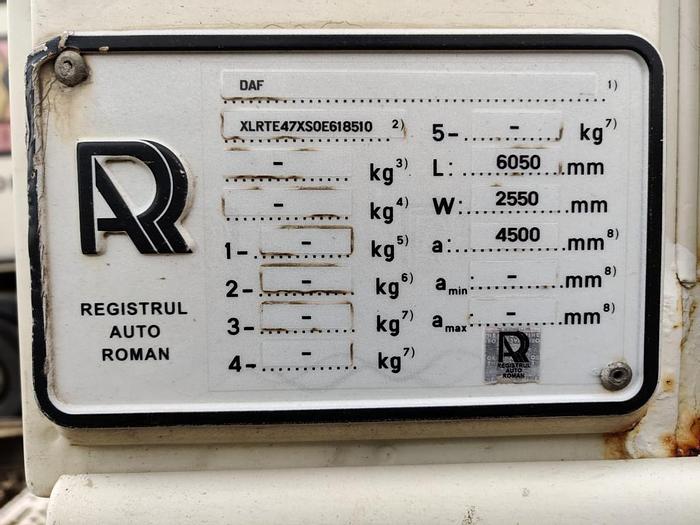 DAF 1)
XLRTE47XS0E618510 2)
- kg3)
- kg4)
1- - kg5)
2- - kg6)
3- - kg7)
4- - kg7)
5- - kg7)
L: 6050 mm
W: 2550 mm
a: 4500 mm8)
amin - mm8)
amax - mm8)
R
REGISTRUL
AUTO
ROMAN
R
REGISTRUL
AUTO
ROMAN